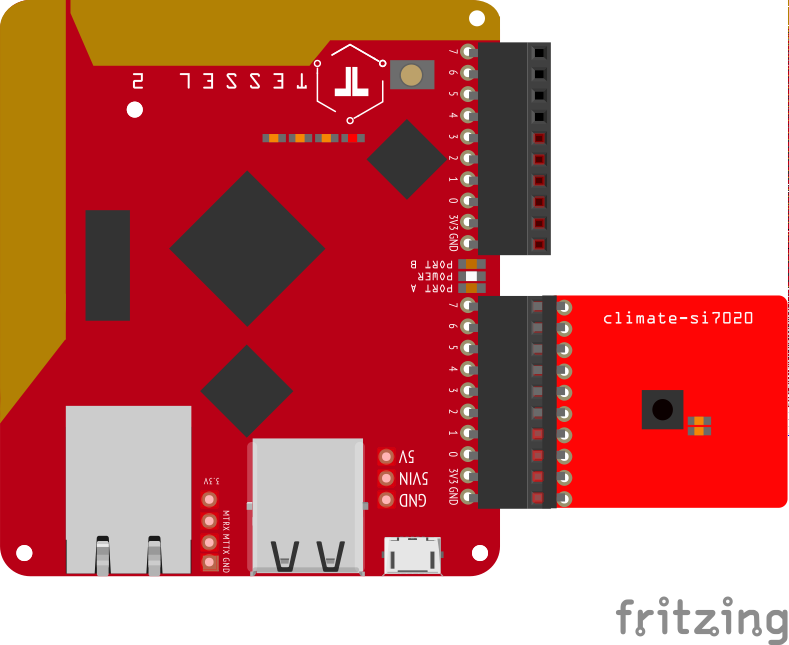 TESSEL 2
7
6
5
4
3
2
1
0
3V3
GND
PORT B
POWER
PORT A
7
6
5
4
3
2
1
0
3V3
GND
climate-si7020
5V
5VIN
GND
3.3V
MTRX
MTTX
GND
fritzing